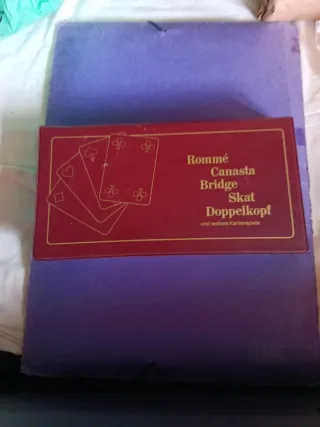 Rommé
Canasta
Bridge
Skat
Doppelkopf
und weitere Kartenspiele